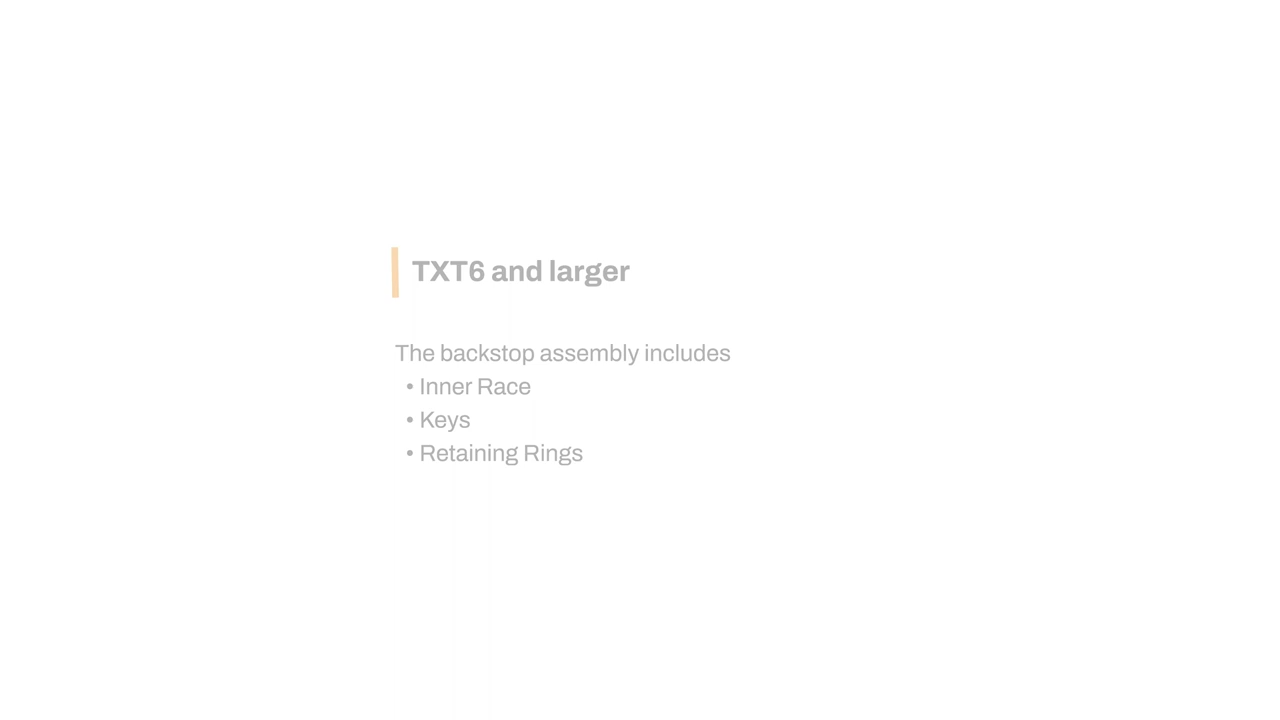 TXT6 and larger
The backstop assembly includes
• Inner Race
• Keys
• Retaining Rings